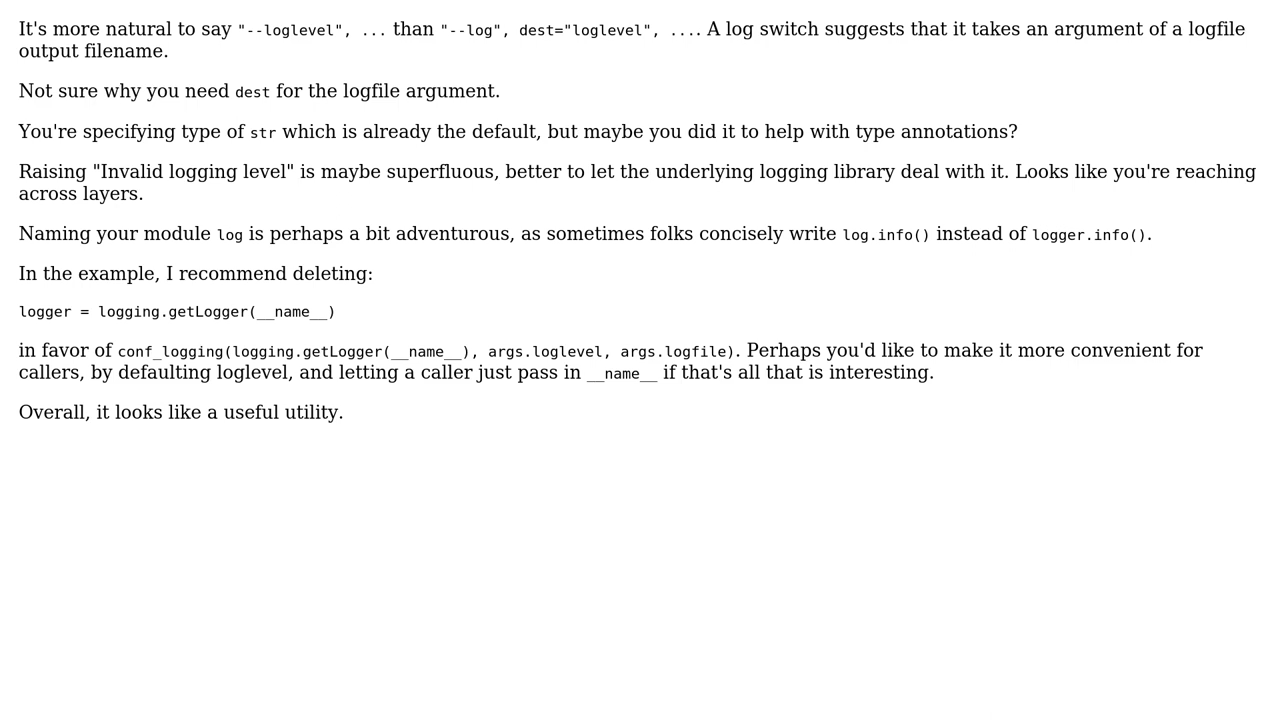 It's more natural to say "--loglevel", ... than "--log", dest="loglevel", .... A log switch suggests that it takes an argument of a logfile
output filename.
Not sure why you need dest for the logfile argument.
You're specifying type of str which is already the default, but maybe you did it to help with type annotations?
Raising "Invalid logging level" is maybe superfluous, better to let the underlying logging library deal with it. Looks like you're reaching
across layers.
Naming your module log is perhaps a bit adventurous, as sometimes folks concisely write log.info() instead of logger.info().
In the example, I recommend deleting:
logger = logging.getLogger(__name__)
in favor of conf_logging(logging.getLogger(__name__), args.loglevel, args.logfile). Perhaps you'd like to make it more convenient for
callers, by defaulting loglevel, and letting a caller just pass in __name__ if that's all that is interesting.
Overall, it looks like a useful utility.